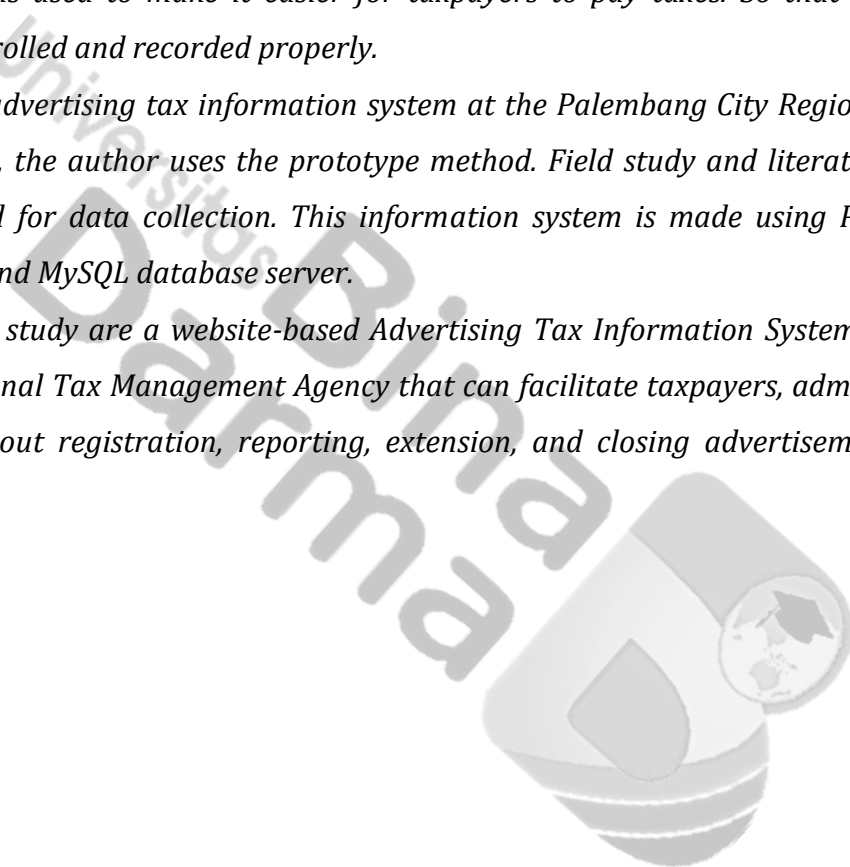 used to make it easier for taxpayers to pay taxes. So that
rolled and recorded properly.
dvertising tax information system at the Palembang City Regio
, the author uses the prototype method. Field study and literat
d for data collection. This information system is made using
nd MySQL database server.
study are a website-based Advertising Tax Information System
nal Tax Management Agency that can facilitate taxpayers, adm
out registration, reporting, extension, and closing advertisem
Universitas
Bina
Darma